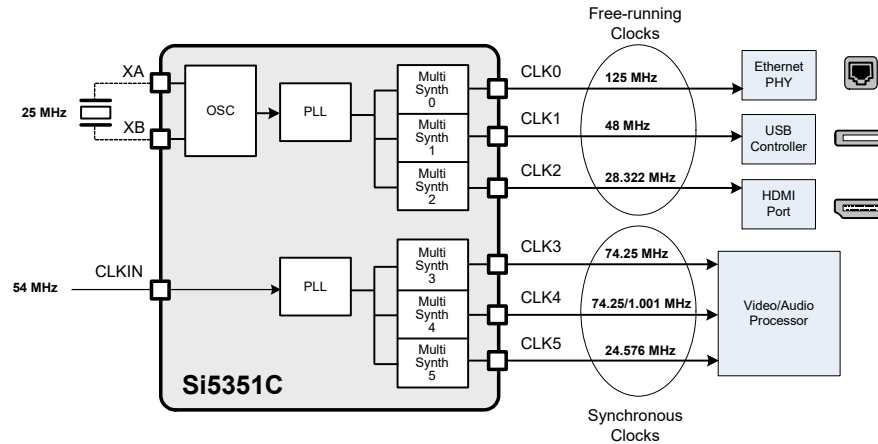 Free-running
Clocks
XA
25 MHz
XB
OSC
PLL
Multi
Synth
0
Multi
Synth
1
Multi
Synth
2
CLK0
125 MHz
CLK1
48 MHz
CLK2
28.322 MHz
Ethernet
PHY
USB
Controller
HDMI
Port
CLKIN
54 MHz
PLL
Multi
Synth
3
Multi
Synth
4
Multi
Synth
5
CLK3
74.25 MHz
CLK4
74.25/1.001 MHz
CLK5
24.576 MHz
Video/Audio
Processor
Si5351C
Synchronous
Clocks